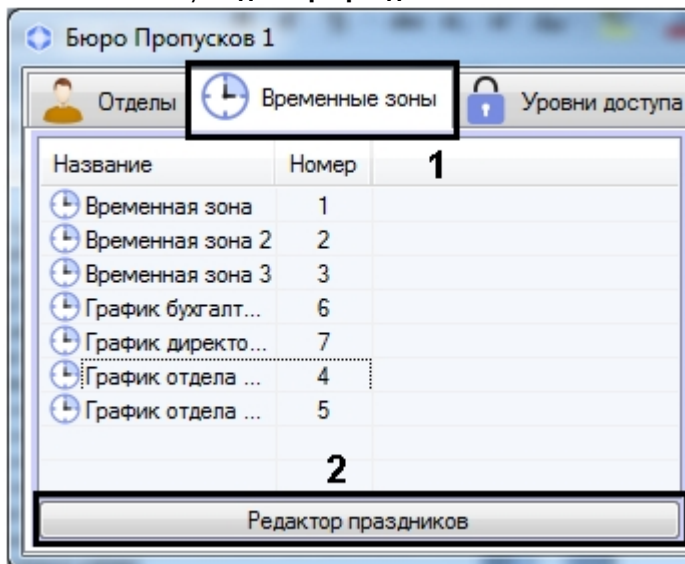 Бюро Пропусков 1
Отделы Временные зоны Уровни доступа
1
Название Номер
Временная зона 1
Временная зона 2 2
Временная зона 3 3
График бухгалт... 6
График директо... 7
График отдела ... 4
График отдела ... 5
2
Редактор праздников